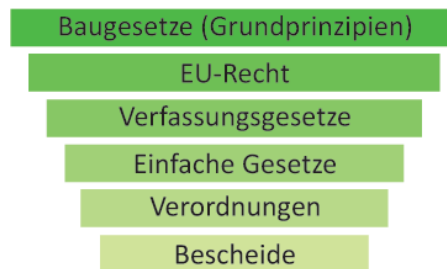 Baugesetze (Grundprinzipien)
EU-Recht
Verfassungsgesetze
Einfache Gesetze
Verordnungen
Bescheide